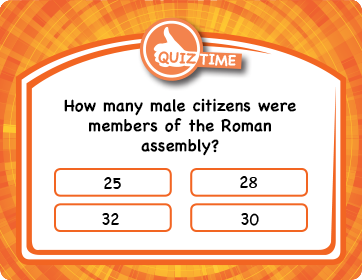 QUIZ TIME
How many male citizens were
members of the Roman
assembly?
25
28
32
30